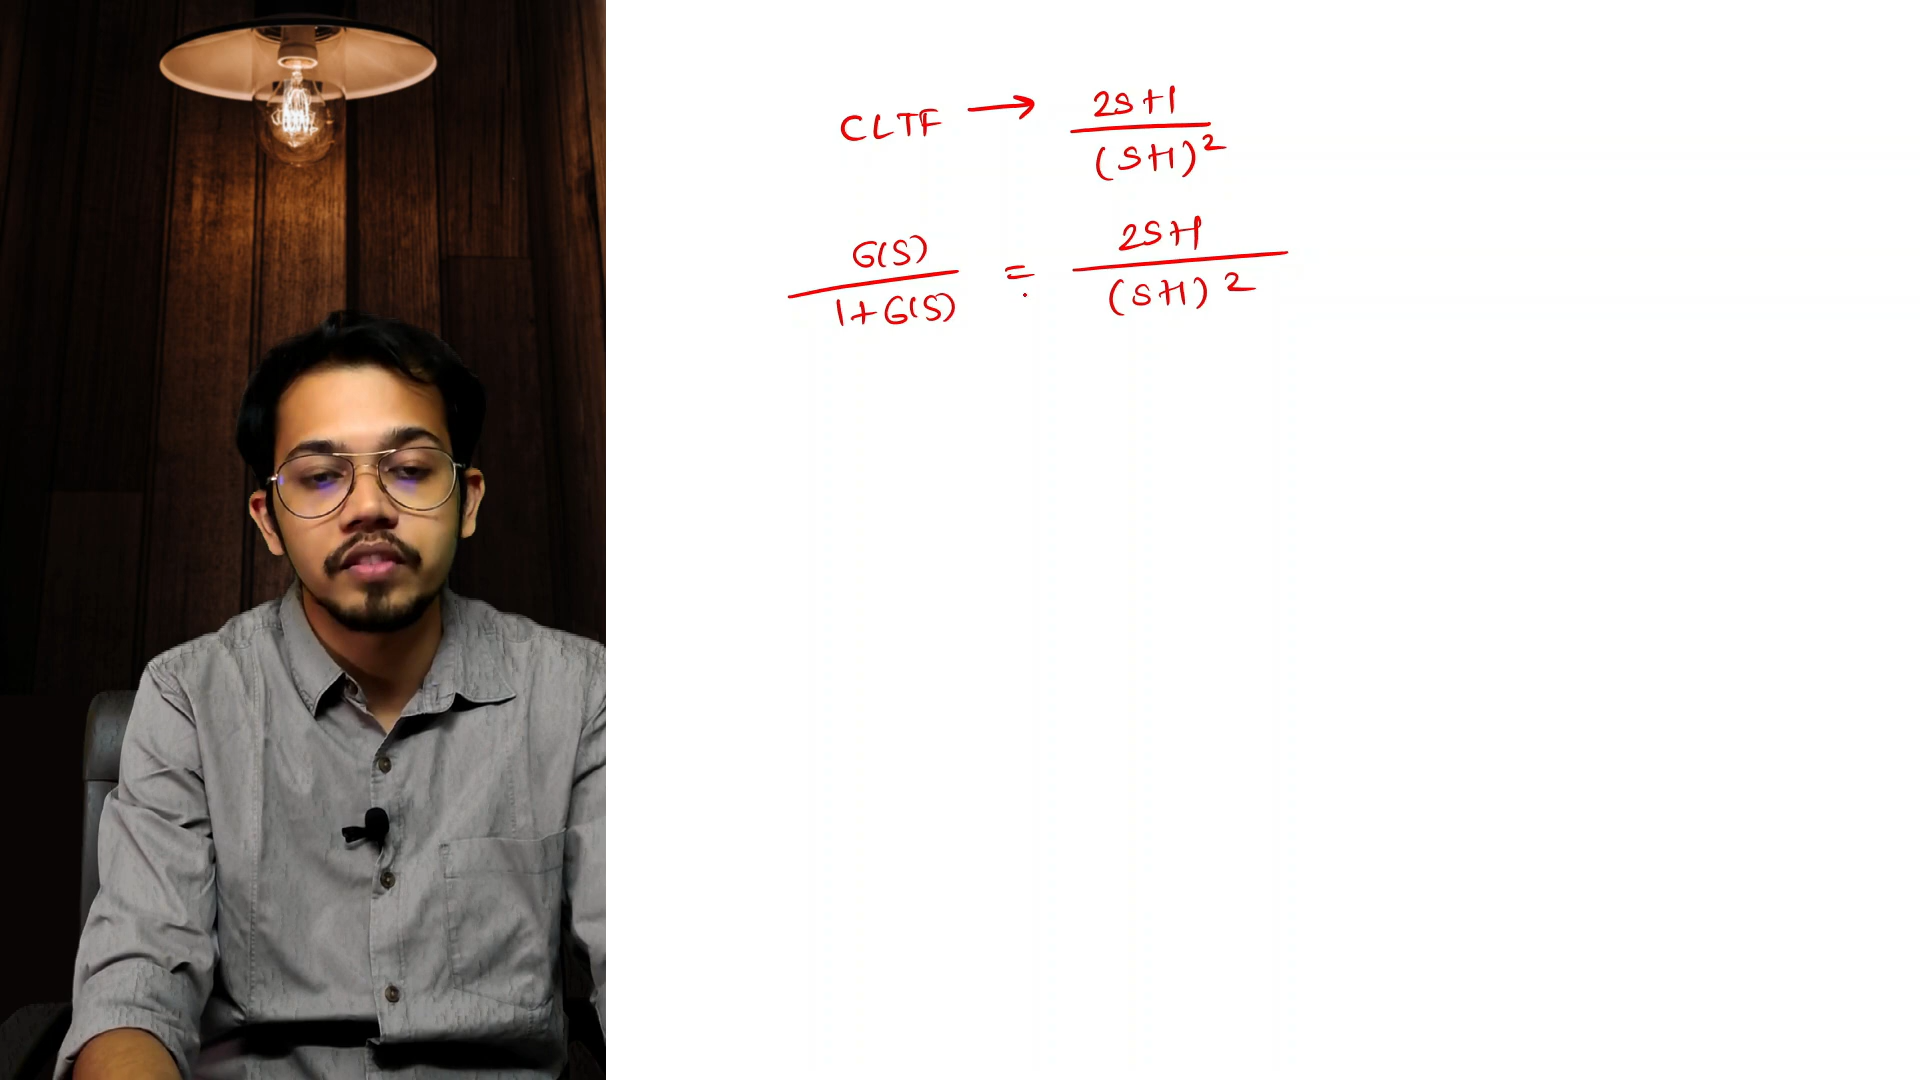 CLTF → 2s+1 / (s+1)²
G(S) / 1+G(S) = 2s+1 / (s+1)²